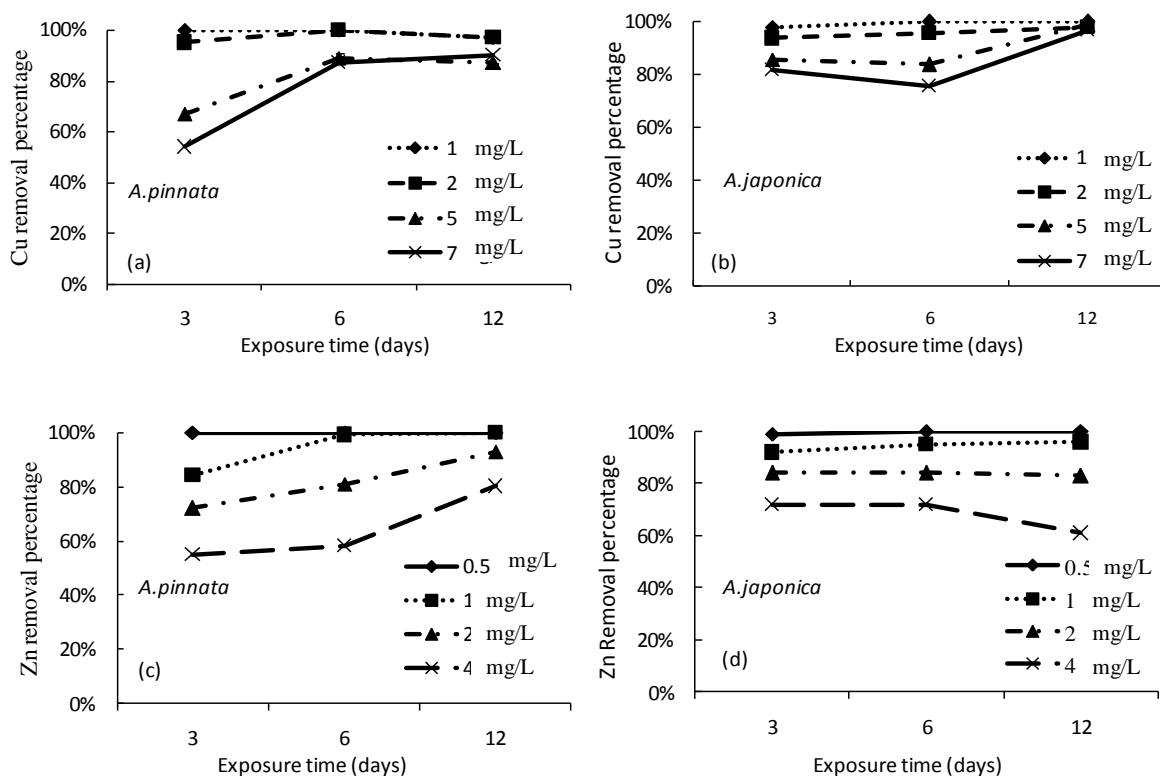 100%
80%
60%
40%
20%
0%
Cu removal percentage
1 mg/L
2 mg/L
5 mg/L
7 mg/L
A.pinnata
(a)
3 6 12
Exposure time (days)
100%
80%
60%
40%
20%
0%
Cu removal percentage
1 mg/L
2 mg/L
5 mg/L
7 mg/L
A.japonica
(b)
3 6 12
Exposure time (days)
100%
80%
60%
40%
20%
0%
Zn removal percentage
0.5 mg/L
1 mg/L
2 mg/L
4 mg/L
A.pinnata
(c)
3 6 12
Exposure time (days)
100%
80%
60%
40%
20%
0%
Zn Removal percentage
0.5 mg/L
1 mg/L
2 mg/L
4 mg/L
A.japonica
(d)
3 6 12
Exposure time (days)